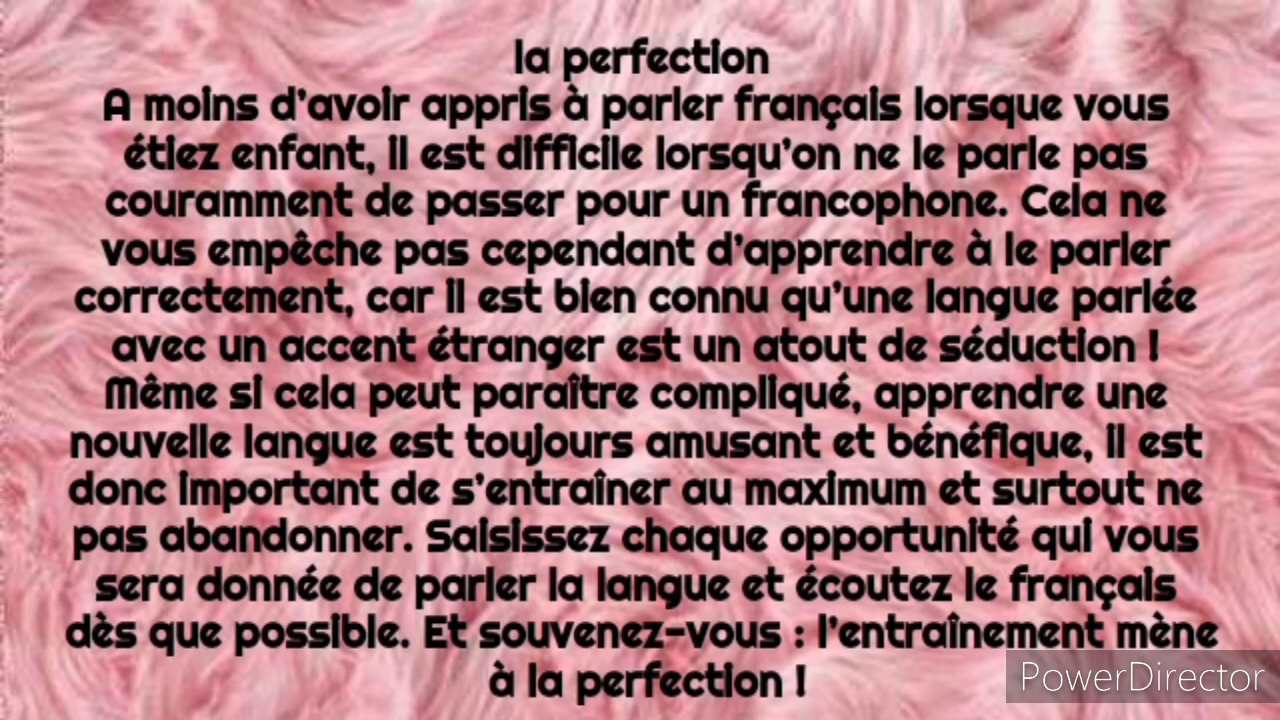 la perfection
A moins d'avoir appris à parler français lorsque vous
étiez enfant, il est difficile lorsqu'on ne le parle pas
couramment de passer pour un francophone. Cela ne
vous empêche pas cependant d'apprendre à le parler
correctement, car il est bien connu qu'une langue parlée
avec un accent étranger est un atout de séduction !
Même si cela peut paraître compliqué, apprendre une
nouvelle langue est toujours amusant et bénéfique, il est
donc important de s'entraîner au maximum et surtout ne
pas abandonner. Saisissez chaque opportunité qui vous
sera donnée de parler la langue et écoutez le français
dès que possible. Et souvenez-vous : l'entraînement mène
à la perfection !
PowerDirector